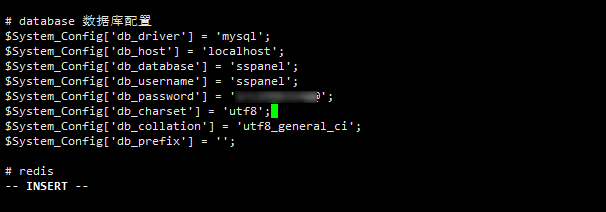 # database 数据库配置
$System_Config['db_driver'] = 'mysql';
$System_Config['db_host'] = 'localhost';
$System_Config['db_database'] = 'sspanel';
$System_Config['db_username'] = 'sspanel';
$System_Config['db_password'] = '@';
$System_Config['db_charset'] = 'utf8';
$System_Config['db_collation'] = 'utf8_general_ci';
$System_Config['db_prefix'] = '';
# redis
-- INSERT --